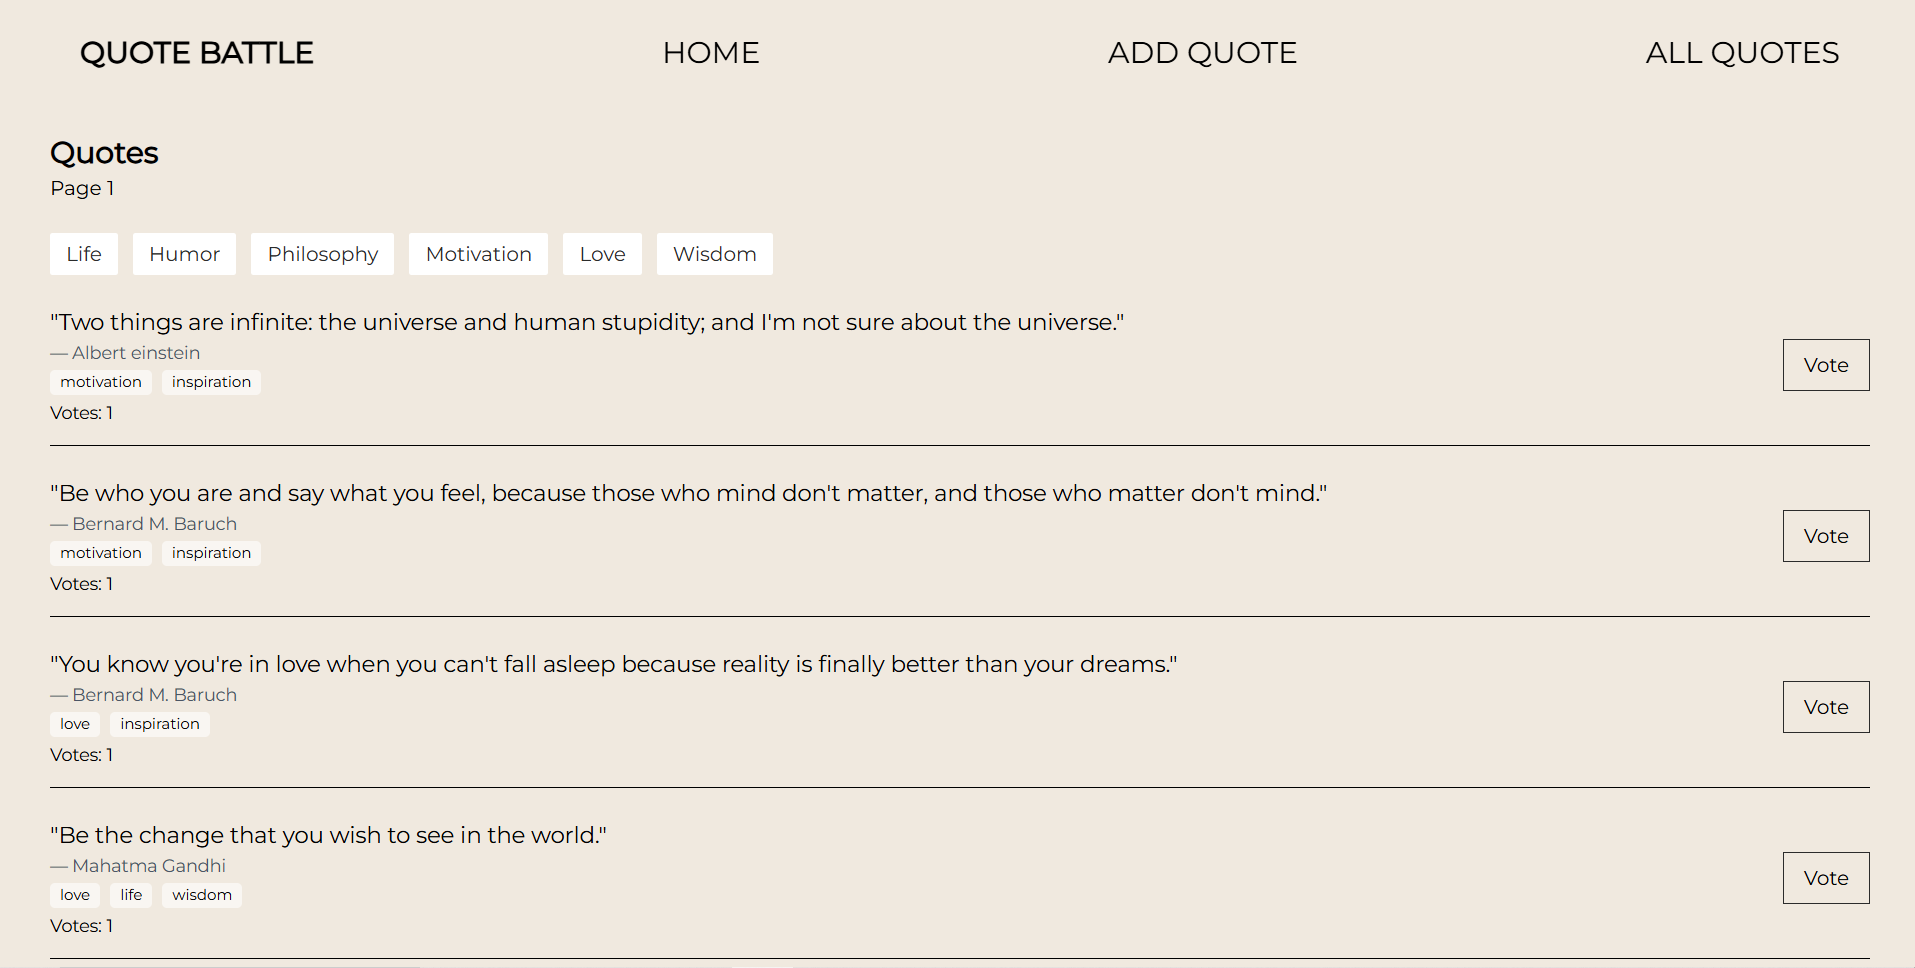 QUOTE BATTLE HOME ADD QUOTE ALL QUOTES
Quotes
Page 1
Life Humor Philosophy Motivation Love Wisdom
"Two things are infinite: the universe and human stupidity; and I'm not sure about the universe."
— Albert einstein
motivation inspiration
Votes: 1
Vote
"Be who you are and say what you feel, because those who mind don't matter, and those who matter don't mind."
— Bernard M. Baruch
motivation inspiration
Votes: 1
Vote
"You know you're in love when you can't fall asleep because reality is finally better than your dreams."
— Bernard M. Baruch
love inspiration
Votes: 1
Vote
"Be the change that you wish to see in the world."
— Mahatma Gandhi
love life wisdom
Votes: 1
Vote